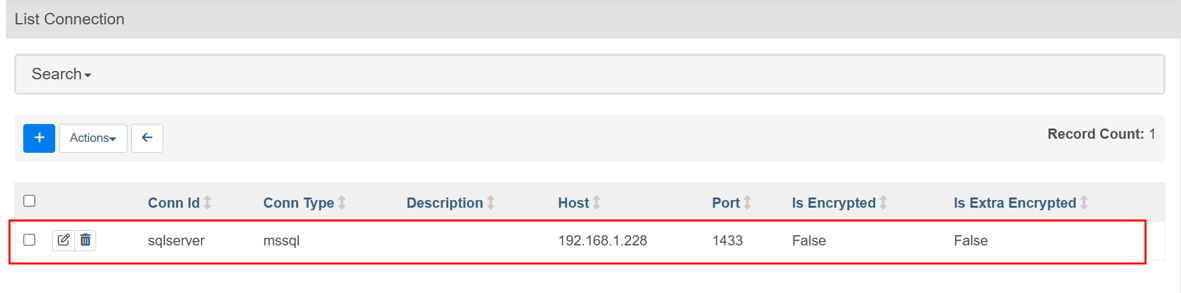 List Connection
Search
Actions
Record Count: 1
Conn Id Conn Type Description Host Port Is Encrypted Is Extra Encrypted
sqlserver mssql 192.168.1.228 1433 False False